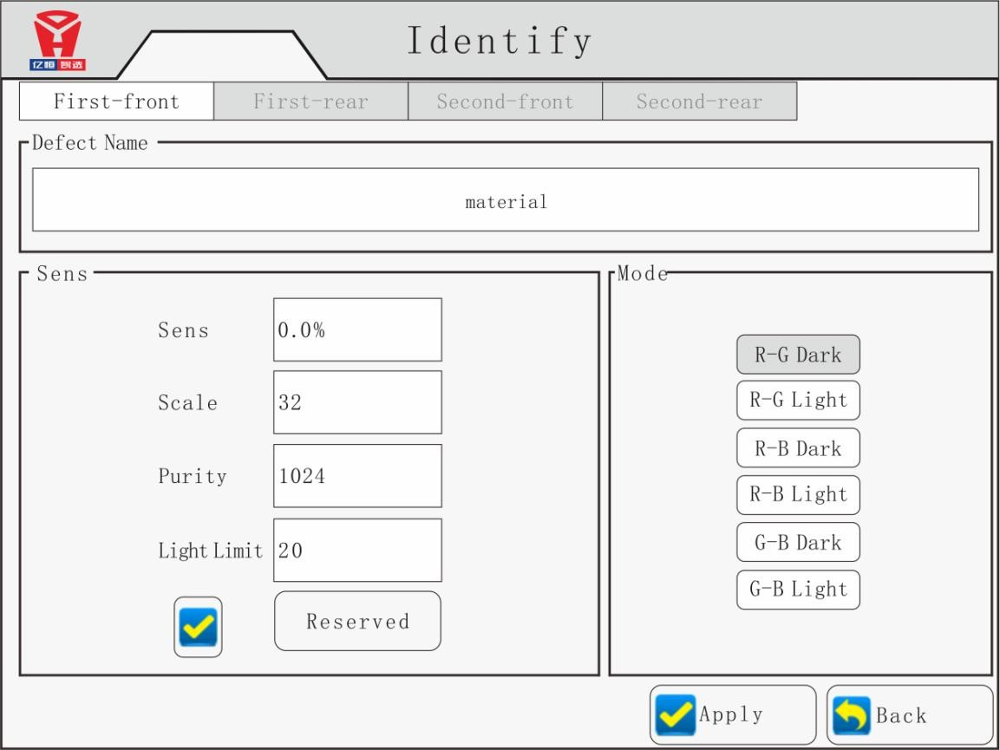 亿恒智选
Identify
First-front
First-rear
Second-front
Second-rear
Defect Name
material
Sens
Sens
0.0%
Scale
32
Purity
1024
Light Limit
20
Reserved
Mode
R-G Dark
R-G Light
R-B Dark
R-B Light
G-B Dark
G-B Light
Apply
Back